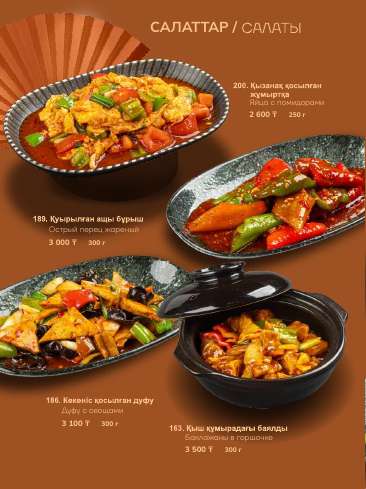 САЛАТТАР / САЛАТЫ
200. Қызанақ қосылған
жұмыртқа
Яйца с помидорами
2 600 ₸ 250 г
189. Қуырылған ащы бұрыш
Острый перец жареный
3 000 ₸ 300 г
186. Көкөніс қосылған дуфу
Дуфу с овощами
3 100 ₸ 300 г
163. Қыш құмырадағы баялды
Баклажаны в горшочке
3 500 ₸ 300 г